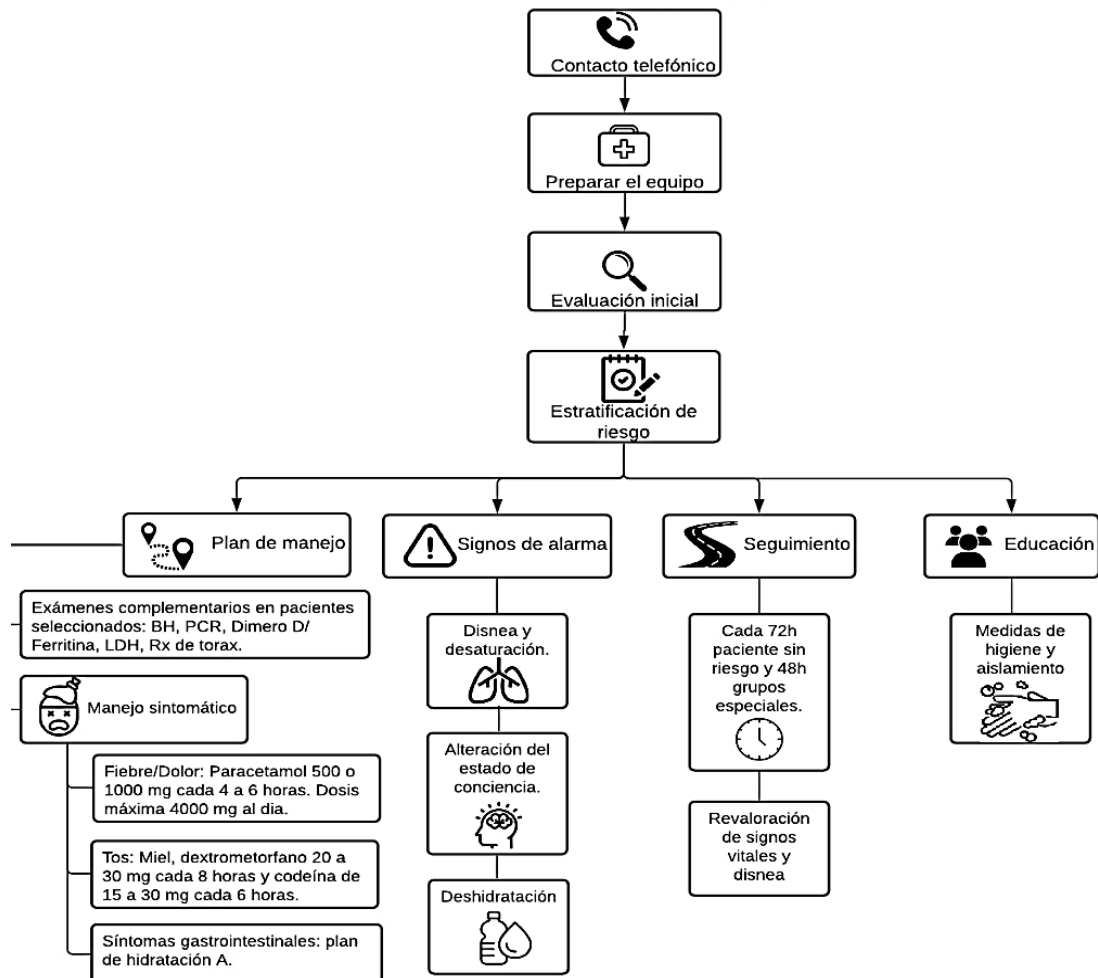 Contacto telefónico
Preparar el equipo
Evaluación inicial
Estratificación de
riesgo
Plan de manejo
Exámenes complementarios en pacientes
seleccionados: BH, PCR, Dimero D/
Ferritina, LDH, Rx de torax.
Manejo sintomático
Fiebre/Dolor: Paracetamol 500 o
1000 mg cada 4 a 6 horas. Dosis
máxima 4000 mg al dia.
Tos: Miel, dextrometorfano 20 a
30 mg cada 8 horas y codeína de
15 a 30 mg cada 6 horas.
Síntomas gastrointestinales: plan
de hidratación A.
Signos de alarma
Disnea y
desaturación.
Alteración del
estado de
conciencia.
Deshidratación
Seguimiento
Cada 72h
paciente sin
riesgo y 48h
grupos
especiales.
Revaloración
de signos
vitales y
disnea
Educación
Medidas de
higiene y
aislamiento